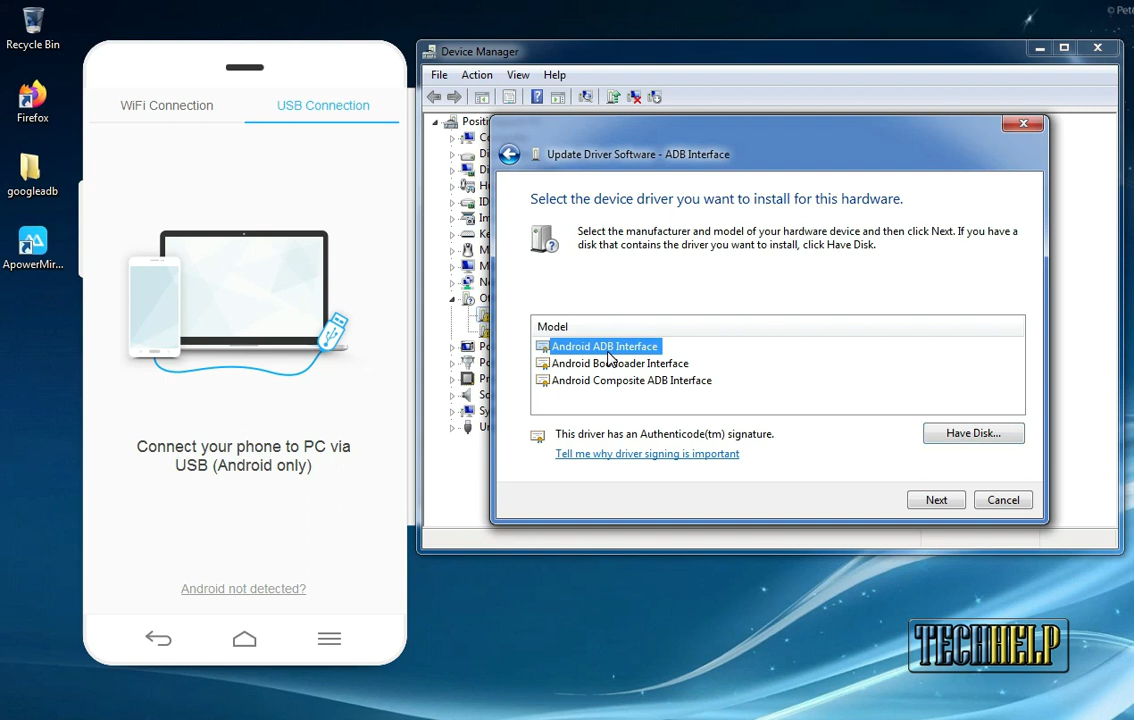 © Pete
Recycle Bin
Firefox
googleadb
ApowerMir...
WiFi Connection
USB Connection
Connect your phone to PC via
USB (Android only)
Android not detected?
Device Manager
File Action View Help
Update Driver Software - ADB Interface
Select the device driver you want to install for this hardware.
Select the manufacturer and model of your hardware device and then click Next. If you have a
disk that contains the driver you want to install, click Have Disk.
Model
Android ADB Interface
Android Bootloader Interface
Android Composite ADB Interface
This driver has an Authenticode(tm) signature.
Have Disk...
Tell me why driver signing is important
Next
Cancel
TECHHELP